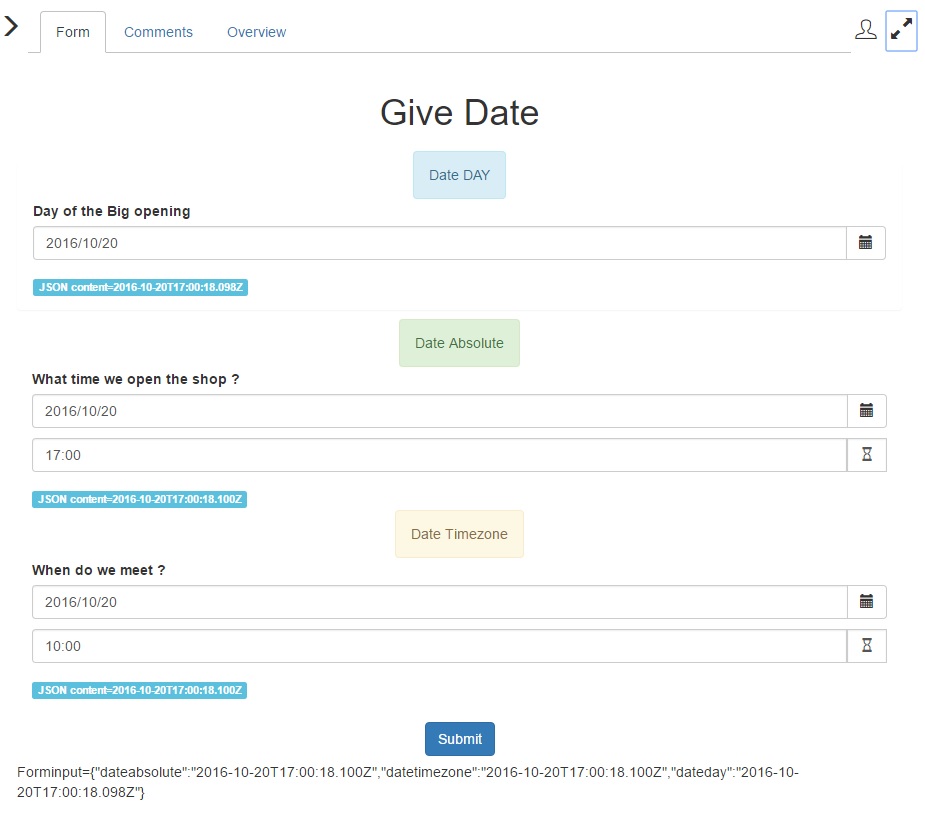 Form Comments Overview
Give Date
Date DAY
Day of the Big opening
2016/10/20
JSON content=2016-10-20T17:00:18.098Z
Date Absolute
What time we open the shop ?
2016/10/20
17:00
JSON content=2016-10-20T17:00:18.100Z
Date Timezone
When do we meet ?
2016/10/20
10:00
JSON content=2016-10-20T17:00:18.100Z
Submit
Forminput={"dateabsolute":"2016-10-20T17:00:18.100Z","datetimezone":"2016-10-20T17:00:18.100Z","dateday":"2016-10-
20T17:00:18.098Z"}